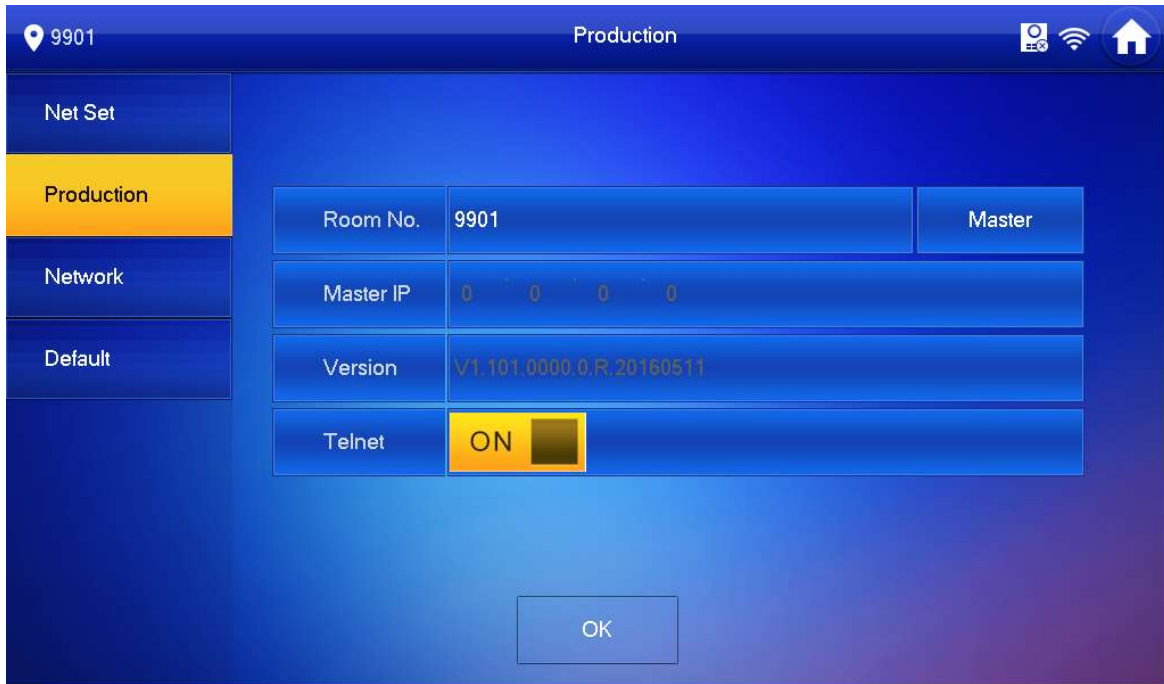 9901 Production
Net Set
Production
Network
Default
Room No. 9901 Master
Master IP 0 . 0 . 0 . 0
Version V1.101.0000.0.R.20160511
Telnet ON
OK